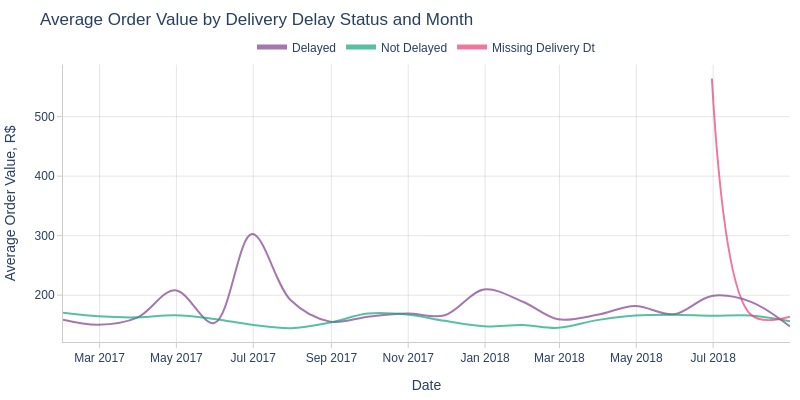 Average Order Value by Delivery Delay Status and Month
Delayed Not Delayed Missing Delivery Dt
500
400
300
200
Average Order Value, R$
Mar 2017 May 2017 Jul 2017 Sep 2017 Nov 2017 Jan 2018 Mar 2018 May 2018 Jul 2018
Date